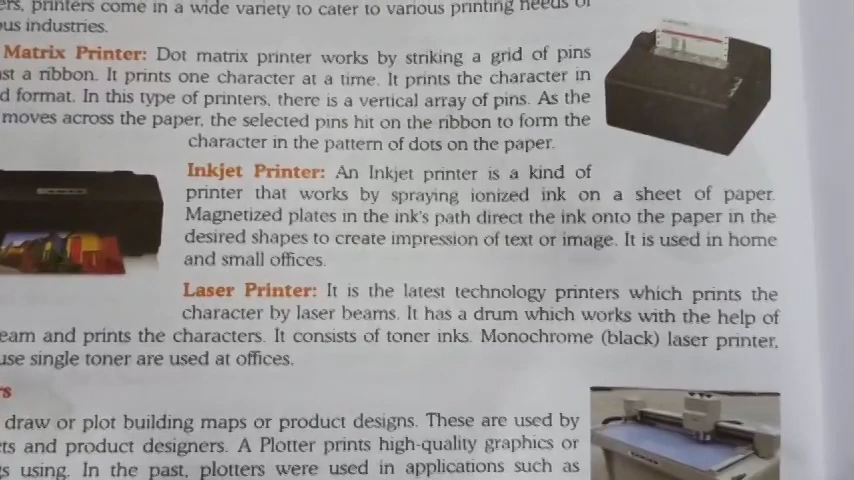 printers come in a wide variety to cater to various printing needs of
industries.
Matrix Printer: Dot matrix printer works by striking a grid of pins
a ribbon. It prints one character at a time. It prints the character in
format. In this type of printers, there is a vertical array of pins. As the
moves across the paper, the selected pins hit on the ribbon to form the
character in the pattern of dots on the paper.
Inkjet Printer: An Inkjet printer is a kind of
printer that works by spraying ionized ink on a sheet of paper.
Magnetized plates in the ink's path direct the ink onto the paper in the
desired shapes to create impression of text or image. It is used in home
and small offices.
Laser Printer: It is the latest technology printers which prints the
character by laser beams. It has a drum which works with the help of
and prints the characters. It consists of toner inks. Monochrome (black) laser printer,
use single toner are used at offices.
draw or plot building maps or product designs. These are used by
and product designers. A Plotter prints high-quality graphics or
using. In the past, plotters were used in applications such as